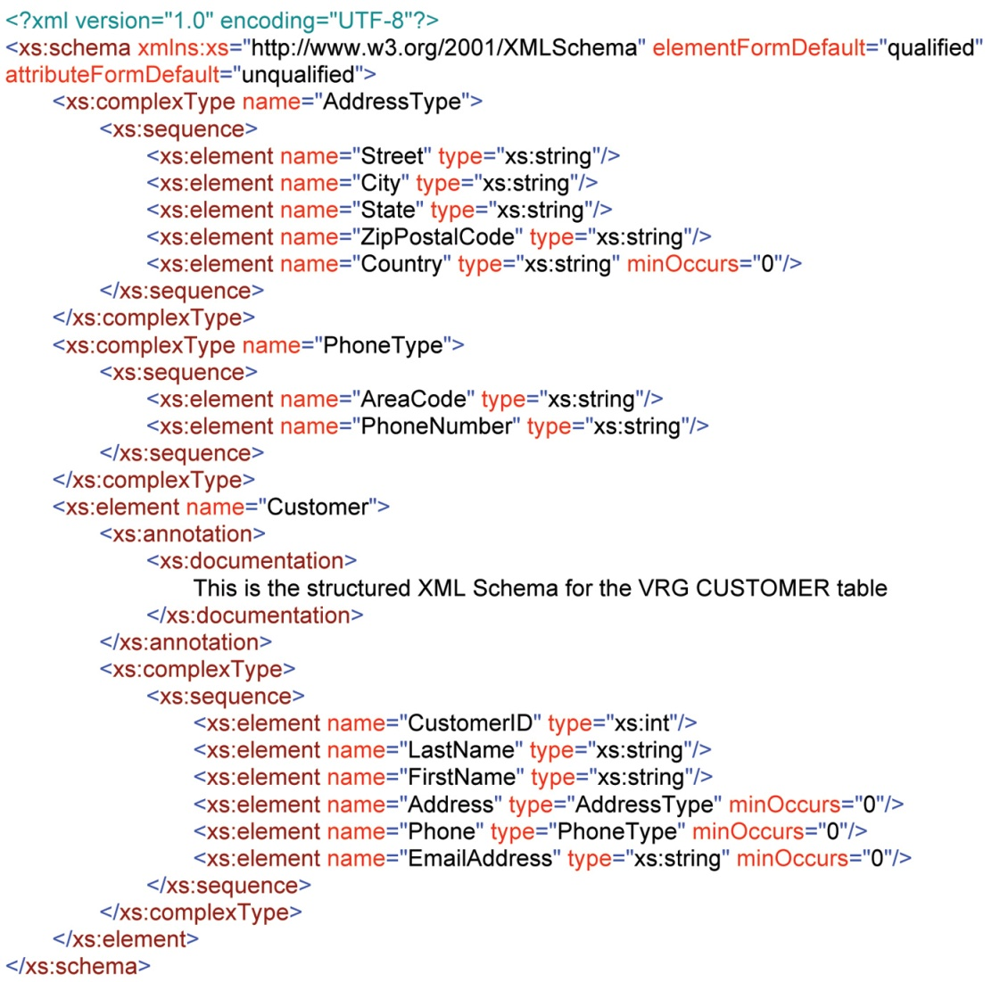 <?xml version="1.0" encoding="UTF-8"?>
<xs:schema xmlns:xs="http://www.w3.org/2001/XMLSchema" elementFormDefault="qualified"
attributeFormDefault="unqualified">
<xs:complexType name="AddressType">
<xs:sequence>
<xs:element name="Street" type="xs:string"/>
<xs:element name="City" type="xs:string"/>
<xs:element name="State" type="xs:string"/>
<xs:element name="ZipPostalCode" type="xs:string"/>
<xs:element name="Country" type="xs:string" minOccurs="0"/>
</xs:sequence>
</xs:complexType>
<xs:complexType name="PhoneType">
<xs:sequence>
<xs:element name="AreaCode" type="xs:string"/>
<xs:element name="PhoneNumber" type="xs:string"/>
</xs:sequence>
</xs:complexType>
<xs:element name="Customer">
<xs:annotation>
<xs:documentation>
This is the structured XML Schema for the VRG CUSTOMER table
</xs:documentation>
</xs:annotation>
<xs:complexType>
<xs:sequence>
<xs:element name="CustomerID" type="xs:int"/>
<xs:element name="LastName" type="xs:string"/>
<xs:element name="FirstName" type="xs:string"/>
<xs:element name="Address" type="AddressType" minOccurs="0"/>
<xs:element name="Phone" type="PhoneType" minOccurs="0"/>
<xs:element name="EmailAddress" type="xs:string" minOccurs="0"/>
</xs:sequence>
</xs:complexType>
</xs:element>
</xs:schema>